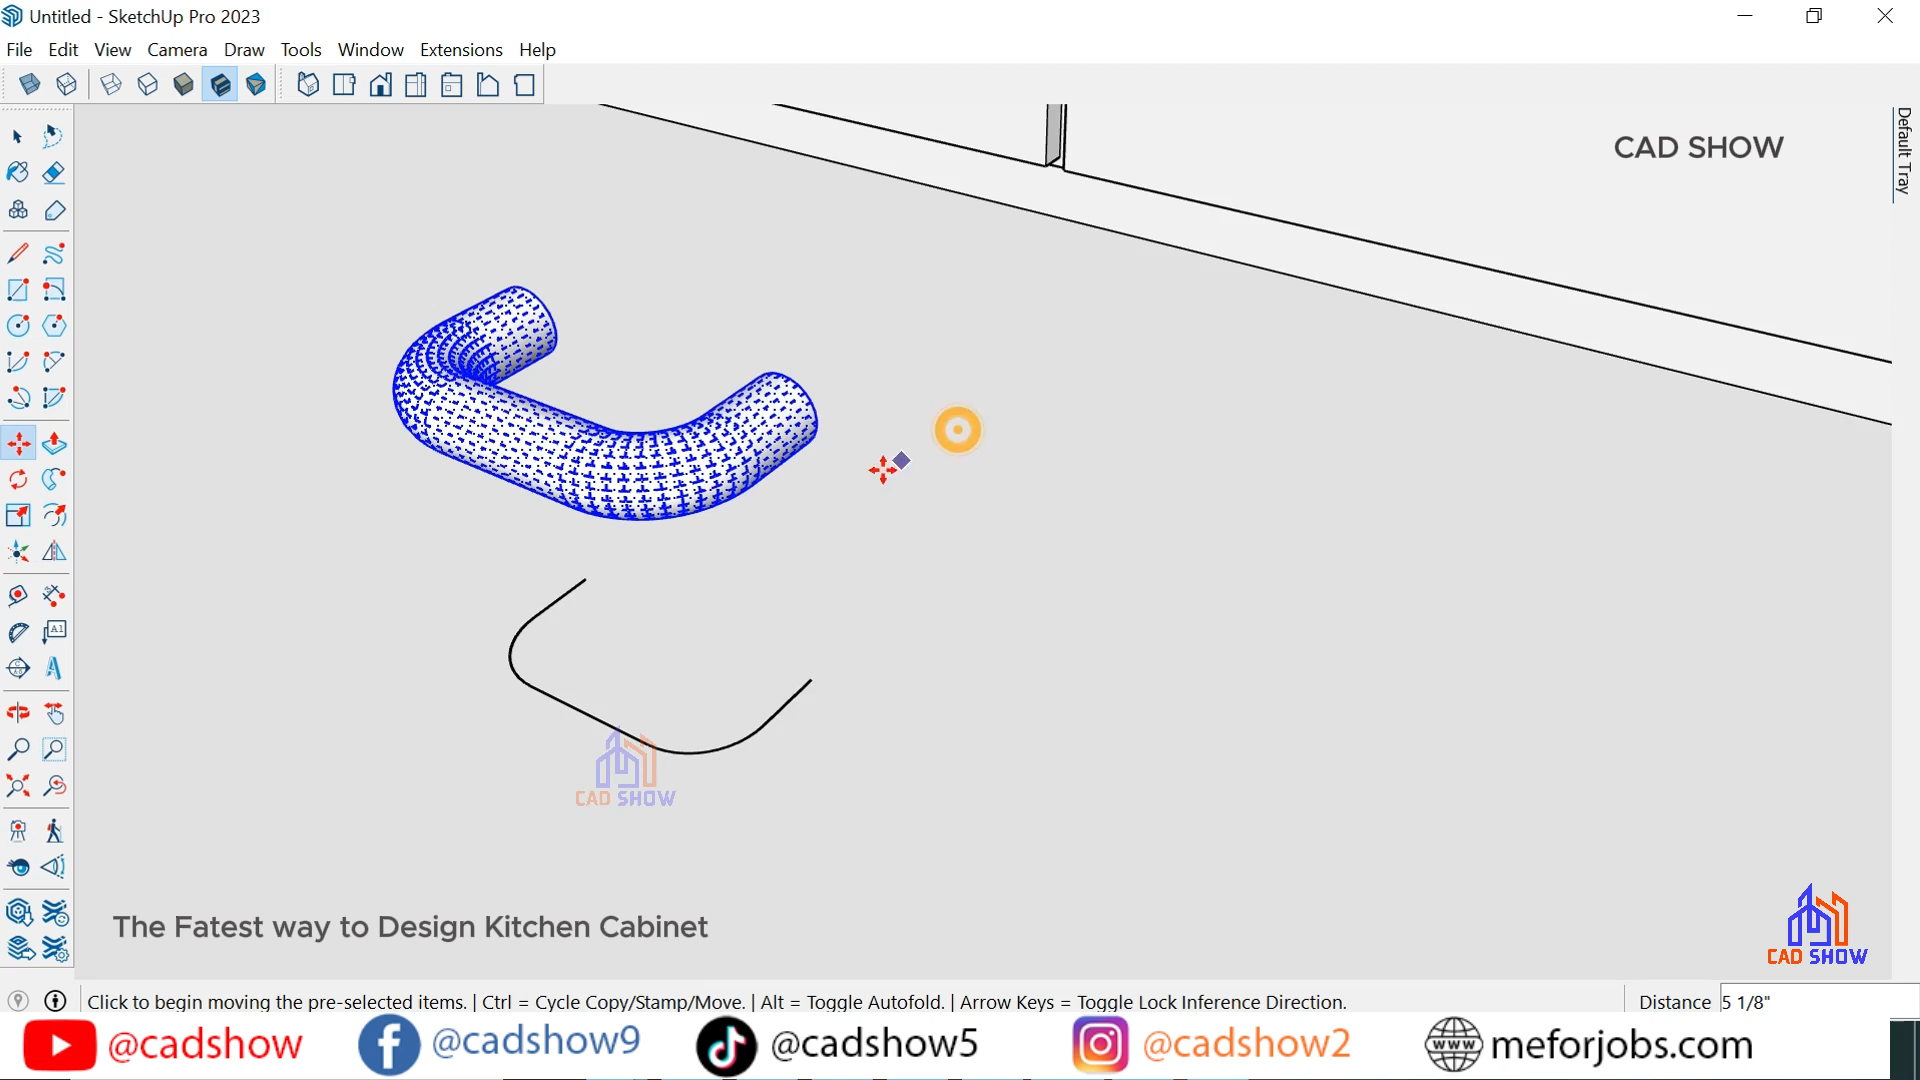 Untitled - SketchUp Pro 2023
File Edit View Camera Draw Tools Window Extensions Help
CAD SHOW
Default Tray
A1
CAD SHOW
The Fatest way to Design Kitchen Cabinet
CAD SHOW
Click to begin moving the pre-selected items. | Ctrl = Cycle Copy/Stamp/Move. | Alt = Toggle Autofold. | Arrow Keys = Toggle Lock Inference Direction.
Distance 5 1/8"
@cadshow @cadshow9 @cadshow5 @cadshow2 www meforjobs.com